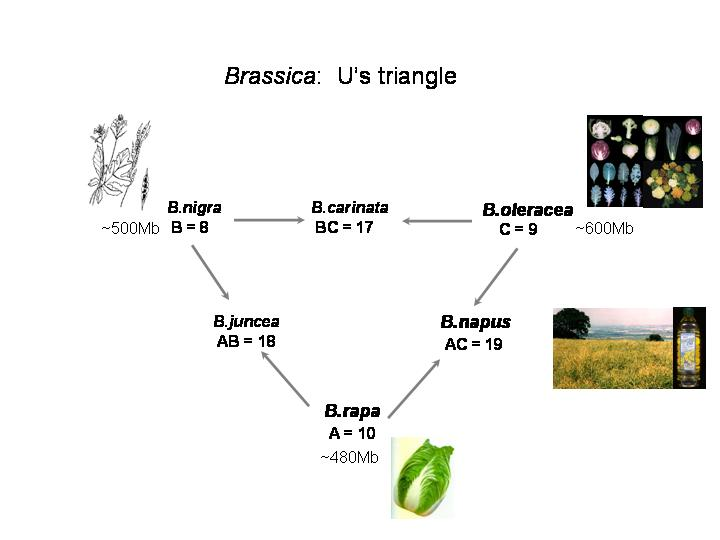 Brassica: U's triangle
B.nigra
B = 8
~500Mb
B.carinata
BC = 17
B.oleracea
C = 9
~600Mb
B.juncea
AB = 18
B.napus
AC = 19
B.rapa
A = 10
~480Mb